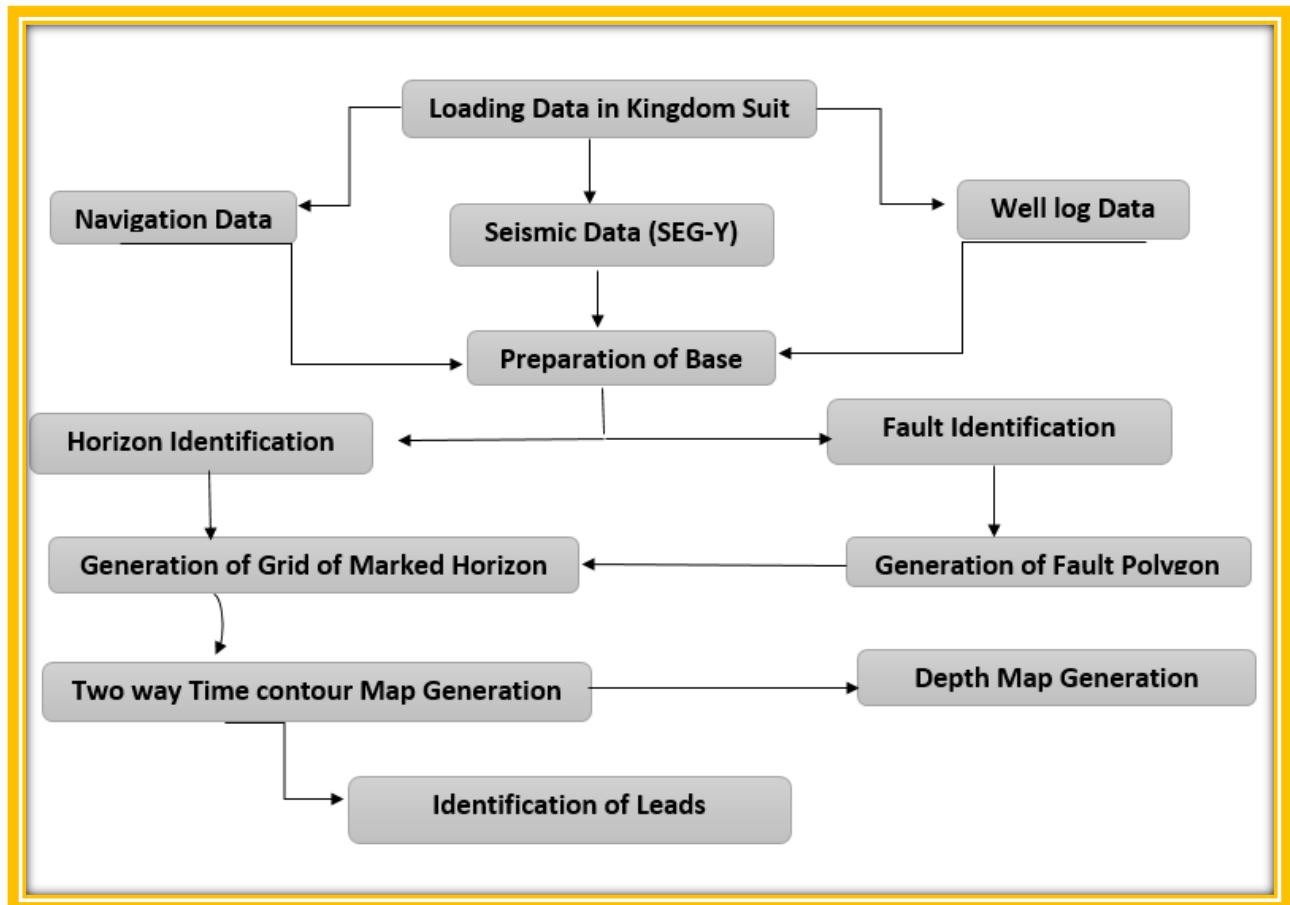 Loading Data in Kingdom Suit
Navigation Data
Seismic Data (SEG-Y)
Well log Data
Preparation of Base
Horizon Identification
Fault Identification
Generation of Grid of Marked Horizon
Generation of Fault Polygon
Two way Time contour Map Generation
Depth Map Generation
Identification of Leads